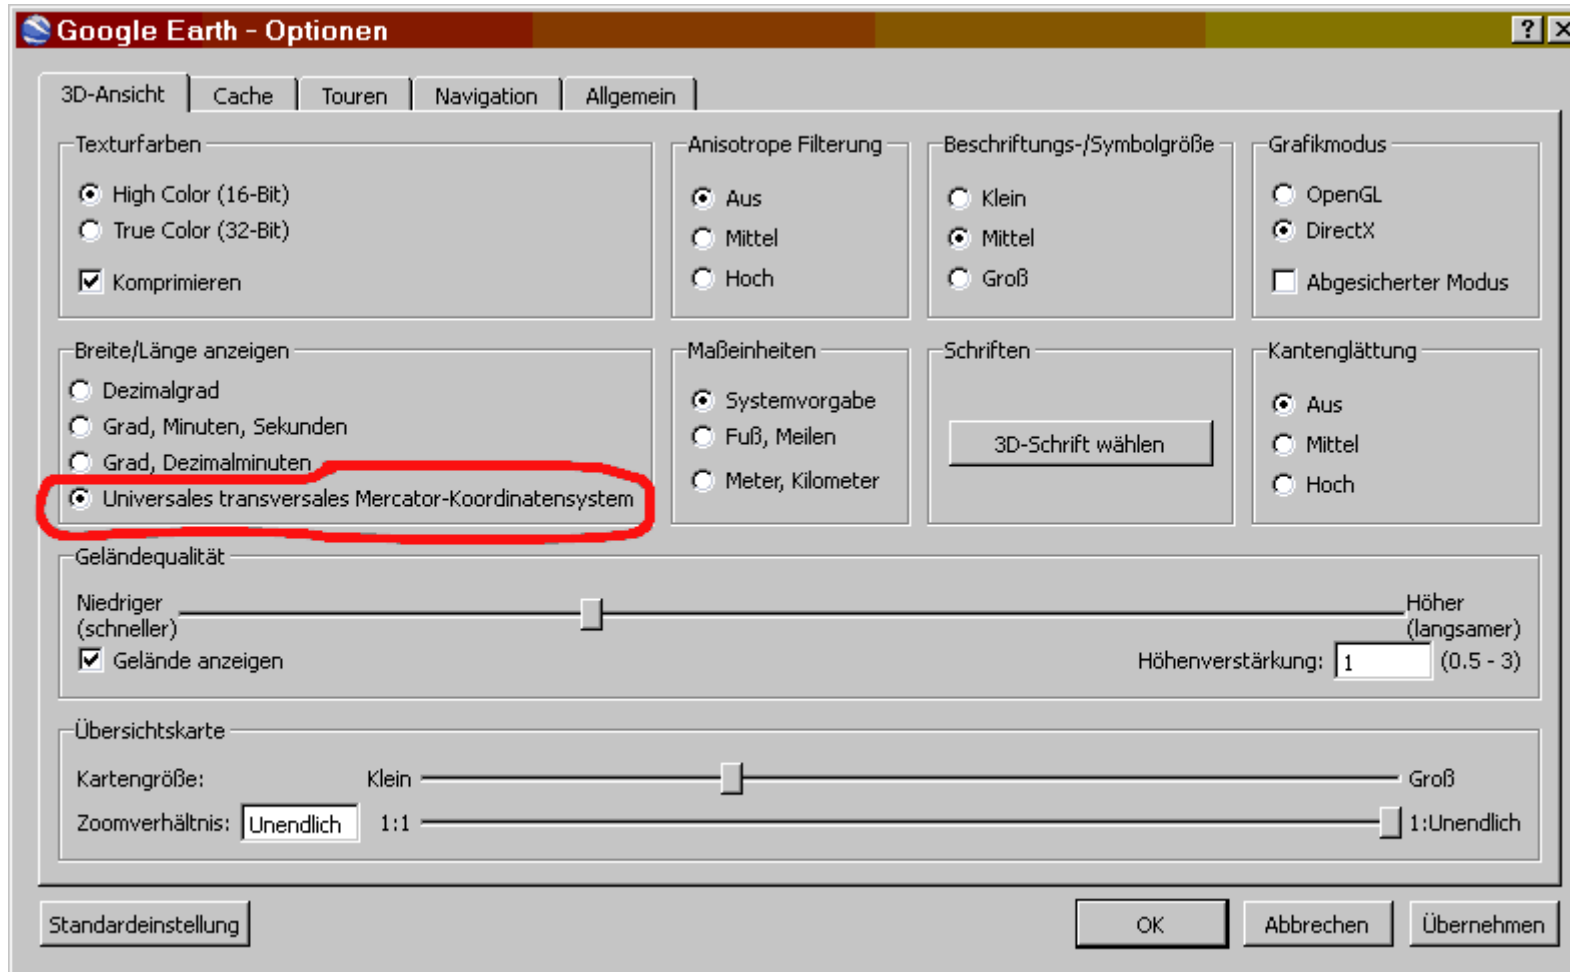 Google Earth - Optionen
3D-Ansicht Cache Touren Navigation Allgemein
Texturfarben
High Color (16-Bit)
True Color (32-Bit)
Komprimieren
Anisotrope Filterung
Aus
Mittel
Hoch
Beschriftungs-/Symbolgröße
Klein
Mittel
Groß
Grafikmodus
OpenGL
DirectX
Abgesicherter Modus
Breite/Länge anzeigen
Dezimalgrad
Grad, Minuten, Sekunden
Grad, Dezimalminuten
Universales transversales Mercator-Koordinatensystem
Maßeinheiten
Systemvorgabe
Fuß, Meilen
Meter, Kilometer
Schriften
3D-Schrift wählen
Kantenglättung
Aus
Mittel
Hoch
Geländequalität
Niedriger
(schneller)
Höher
(langsamer)
Gelände anzeigen
Höhenverstärkung: 1 (0.5 - 3)
Übersichtskarte
Kartengröße: Klein Groß
Zoomverhältnis: Unendlich 1:1 1:Unendlich
Standardeinstellung OK Abbrechen Übernehmen